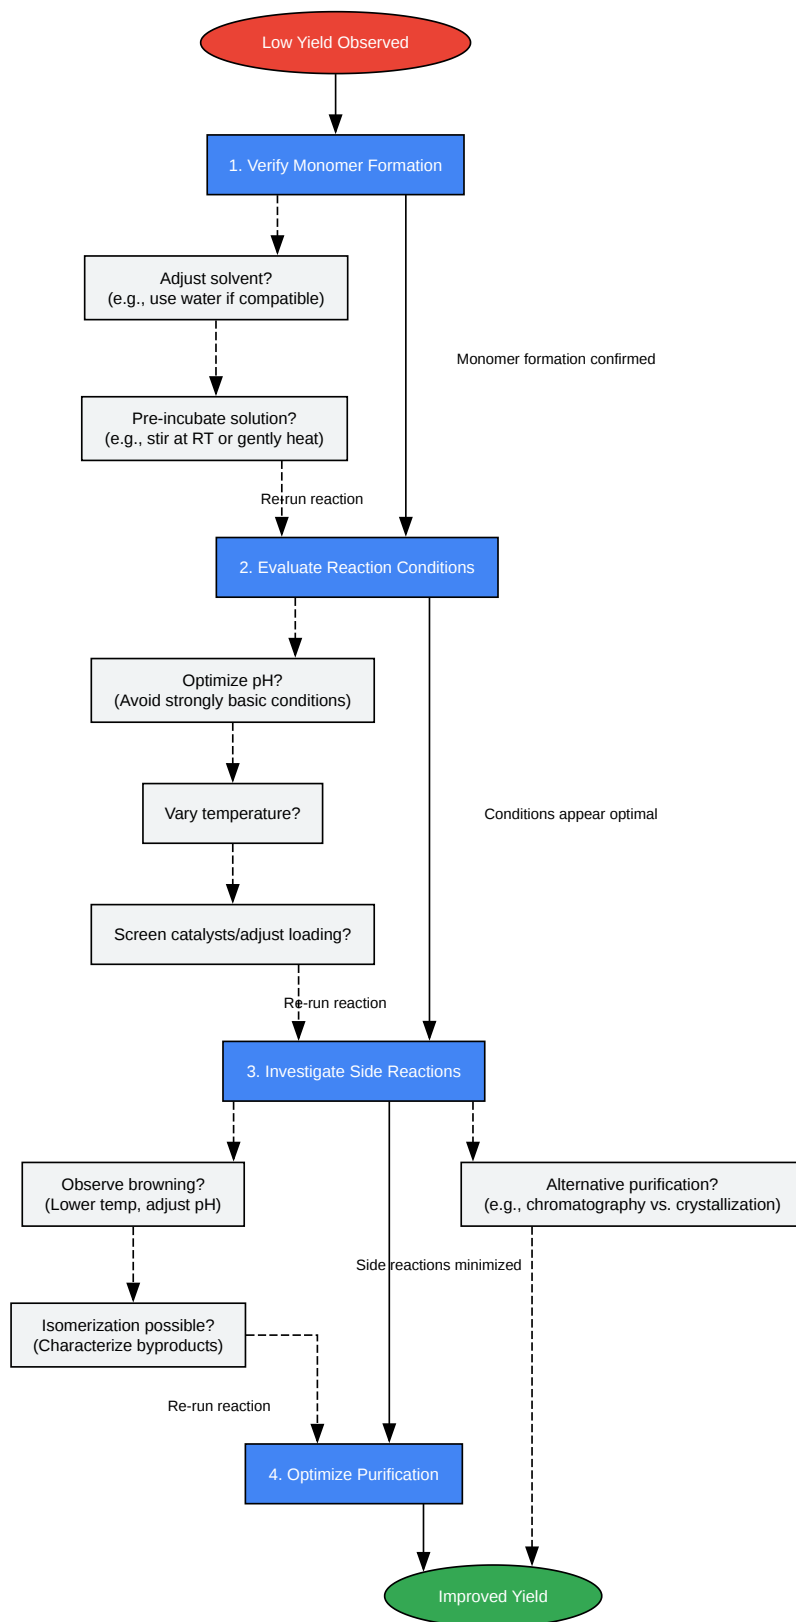 Low Yield Observed
1. Verify Monomer Formation
Adjust solvent?
(e.g., use water if compatible)
Monomer formation confirmed
Pre-incubate solution?
(e.g., stir at RT or gently heat)
Re-run reaction
2. Evaluate Reaction Conditions
Optimize pH?
(Avoid strongly basic conditions)
Vary temperature?
Conditions appear optimal
Screen catalysts/adjust loading?
Re-run reaction
3. Investigate Side Reactions
Observe browning?
(Lower temp, adjust pH)
Alternative purification?
(e.g., chromatography vs. crystallization)
Side reactions minimized
Isomerization possible?
(Characterize byproducts)
Re-run reaction
4. Optimize Purification
Improved Yield